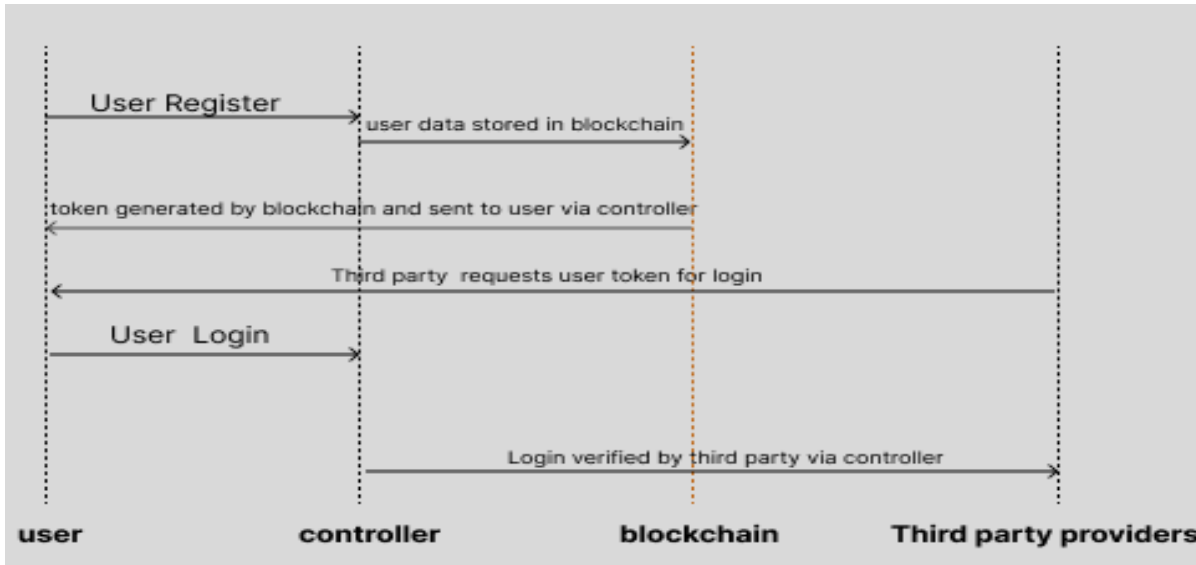 User Register
user data stored in blockchain
token generated by blockchain and sent to user via controller
Third party requests user token for login
User Login
Login verified by third party via controller
user controller blockchain Third party providers